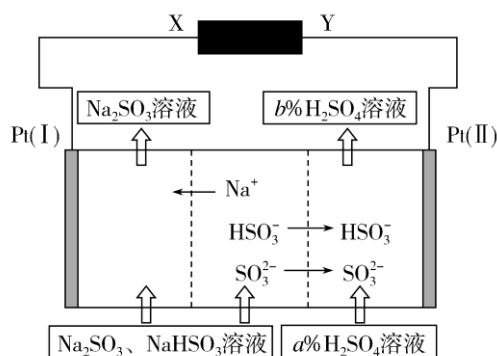 X Y
Na₂SO₃溶液 b%H₂SO₄溶液
Pt(Ⅰ) Pt(Ⅱ)
Na⁺
HSO₃⁻ HSO₃⁻
SO₃²⁻ SO₃²⁻
Na₂SO₃、NaHSO₃溶液 a%H₂SO₄溶液